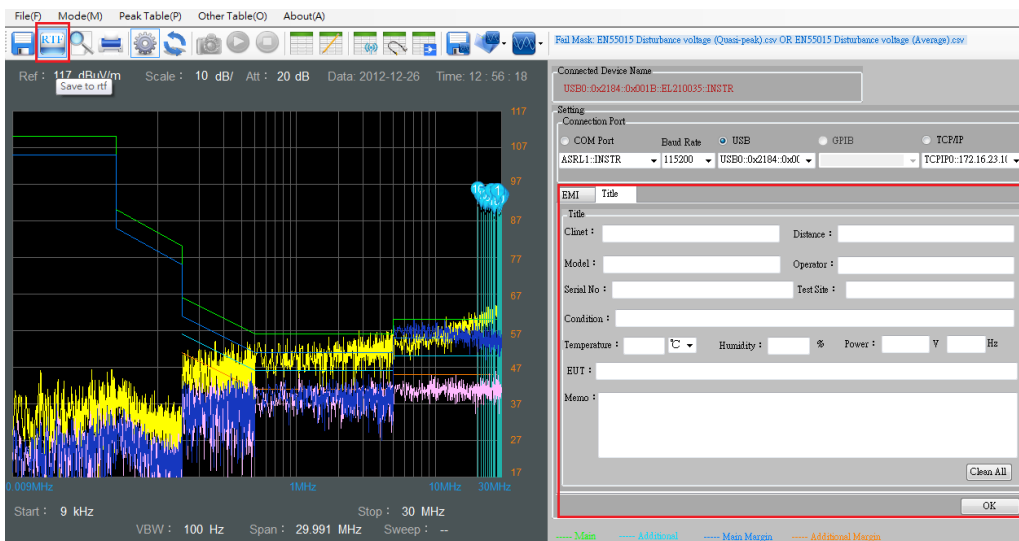 File(F) Mode(M) Peak Table(P) Other Table(O) About(A)
RTF
Fail Mask: EN55015 Disturbance voltage (Quasi-peak).csv OR EN55015 Disturbance voltage (Average).csv
Ref : 117 dBuV/m Scale : 10 dB/ Att : 20 dB Data: 2012-12-26 Time: 12 : 56 : 18
Save to rtf
117
107
97
87
77
67
57
47
37
27
17
0.009MHz 1MHz 10MHz 30MHz
Start : 9 kHz Stop : 30 MHz
VBW : 100 Hz Span : 29.991 MHz Sweep : --
Connected Device Name
USB0::0x2184::0x001B::EL210035::INSTR
Setting
Connection Port
COM Port Baud Rate USB GPIB TCP/IP
ASRL1::INSTR 115200 USB0::0x2184::0x0( TCPIP0::172.16.23.1(
EMI Title
Title
Clinet : Distance :
Model : Operator :
Serial No : Test Site :
Condition :
Temperature : °C Humidity : % Power : V Hz
EUT :
Memo :
Clean All
OK
----- Main ----- Additional ----- Main Margin ----- Additional Margin